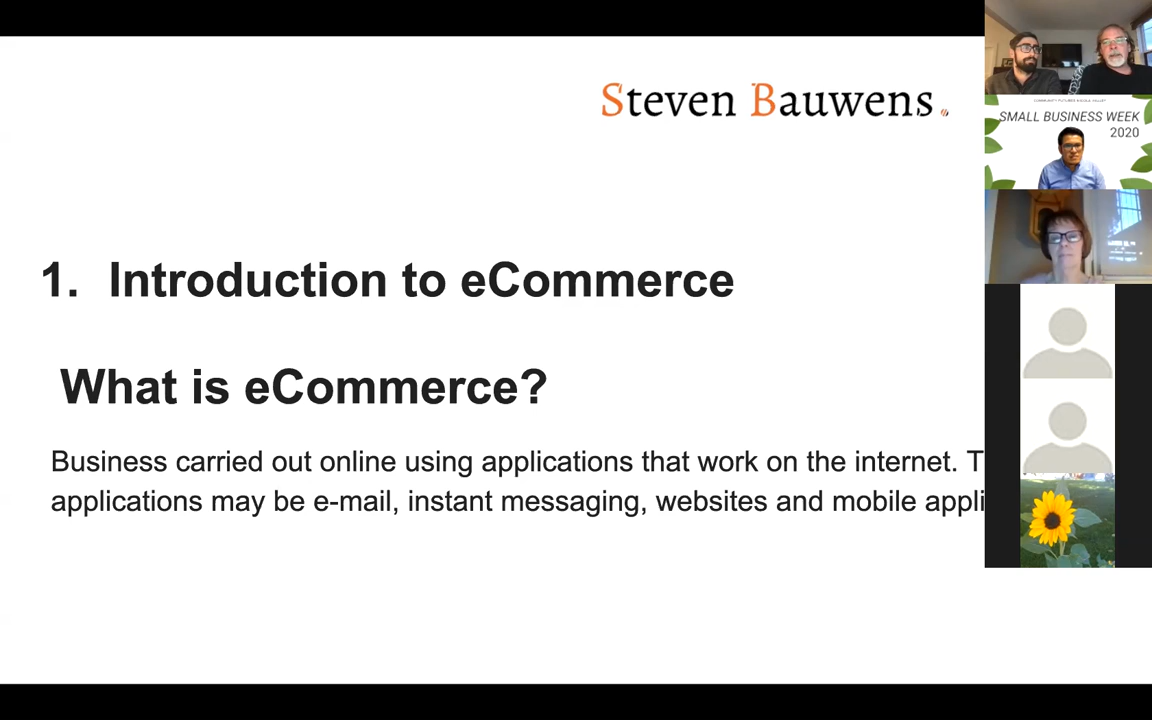 Steven Bauwens
SMALL BUSINESS WEEK
2020
1. Introduction to eCommerce
What is eCommerce?
Business carried out online using applications that work on the internet. T
applications may be e-mail, instant messaging, websites and mobile appli